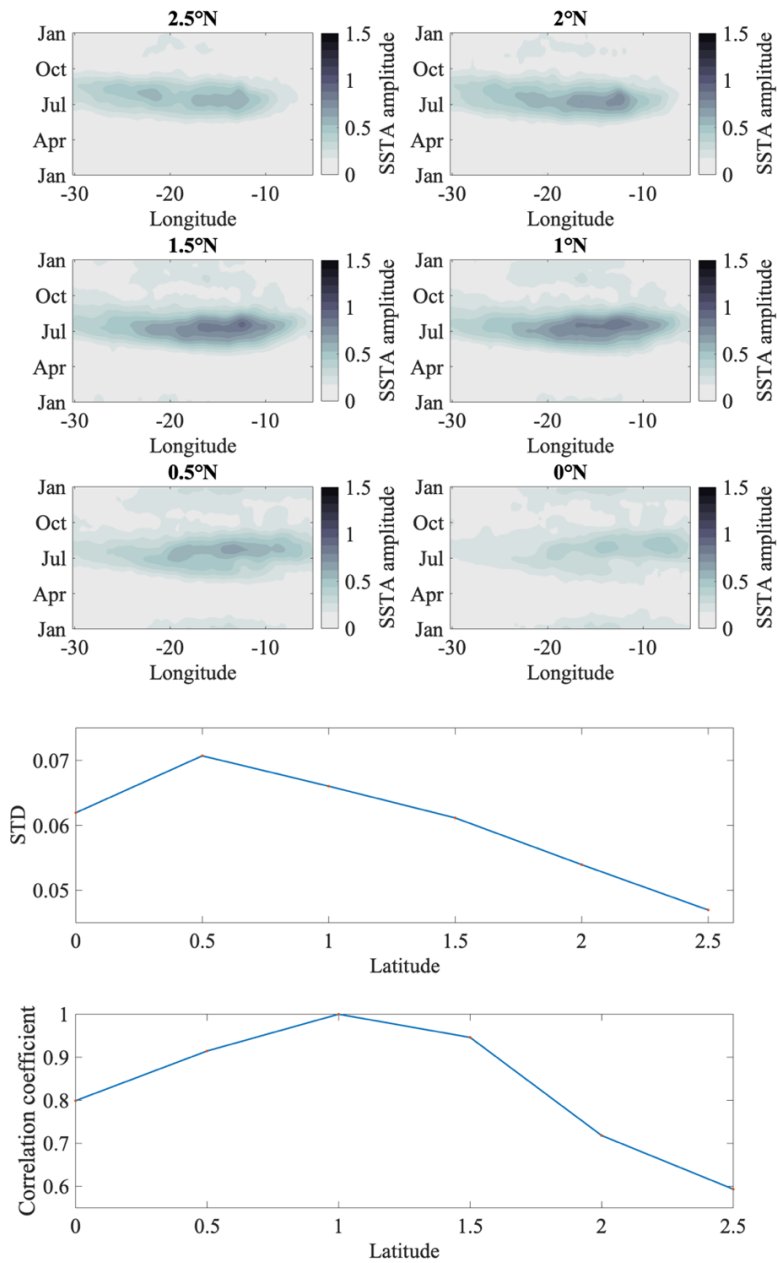 2.5°N
2°N
Jan
Oct
Jul
Apr
Jan
-30 -20 -10
Longitude
1.5
1
0.5
0
SSTA amplitude
Jan
Oct
Jul
Apr
Jan
-30 -20 -10
Longitude
1.5
1
0.5
0
SSTA amplitude
1.5°N
1°N
Jan
Oct
Jul
Apr
Jan
-30 -20 -10
Longitude
1.5
1
0.5
0
SSTA amplitude
Jan
Oct
Jul
Apr
Jan
-30 -20 -10
Longitude
1.5
1
0.5
0
SSTA amplitude
0.5°N
0°N
Jan
Oct
Jul
Apr
Jan
-30 -20 -10
Longitude
1.5
1
0.5
0
SSTA amplitude
Jan
Oct
Jul
Apr
Jan
-30 -20 -10
Longitude
1.5
1
0.5
0
SSTA amplitude
STD
0.07
0.06
0.05
0 0.5 1 1.5 2 2.5
Latitude
Correlation coefficient
1
0.9
0.8
0.7
0.6
0 0.5 1 1.5 2 2.5
Latitude